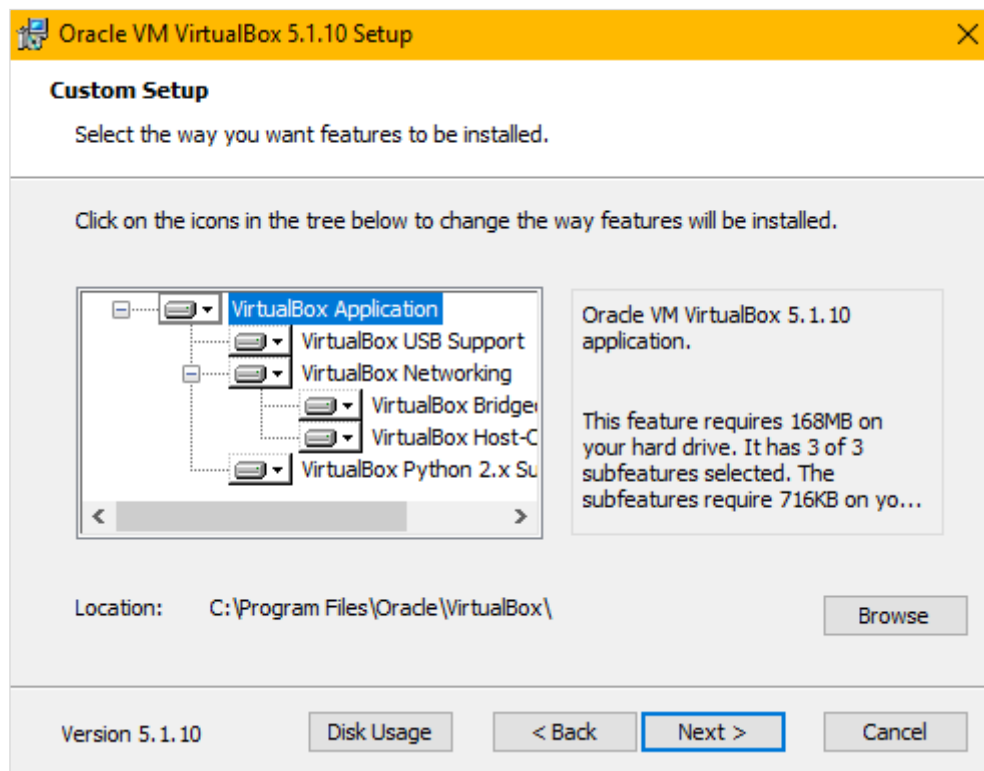 Oracle VM VirtualBox 5.1.10 Setup
Custom Setup
Select the way you want features to be installed.
Click on the icons in the tree below to change the way features will be installed.
VirtualBox Application
VirtualBox USB Support
VirtualBox Networking
VirtualBox Bridge
VirtualBox Host-C
VirtualBox Python 2.x Su
Oracle VM VirtualBox 5.1.10
application.
This feature requires 168MB on
your hard drive. It has 3 of 3
subfeatures selected. The
subfeatures require 716KB on yo...
Location: C:\Program Files\Oracle\VirtualBox\
Browse
Version 5.1.10 Disk Usage < Back Next > Cancel